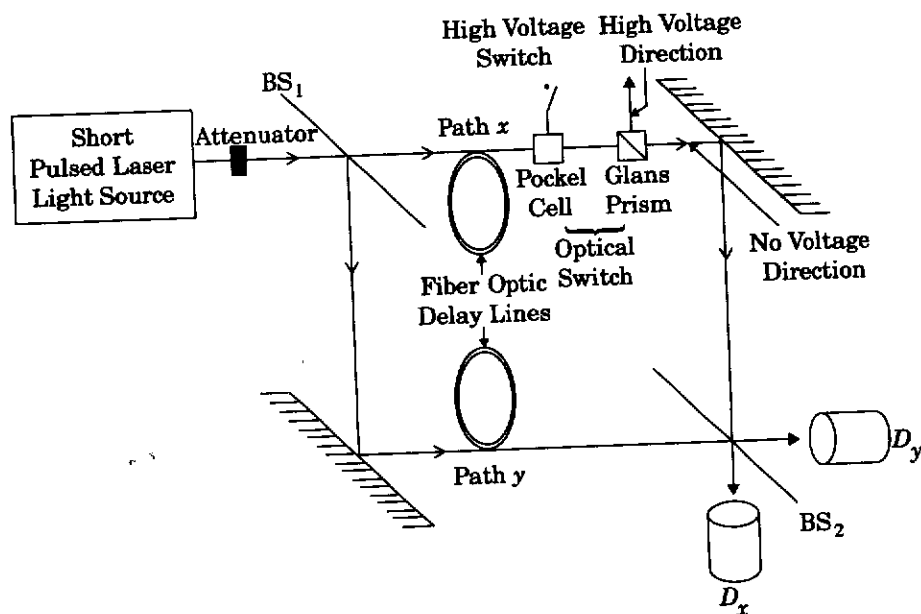 High Voltage
Switch
High Voltage
Direction
BS1
Short
Pulsed Laser
Light Source
Attenuator
Path x
Pockel
Cell
Glans
Prism
Optical
Switch
No Voltage
Direction
Fiber Optic
Delay Lines
Path y
Dy
BS2
Dx